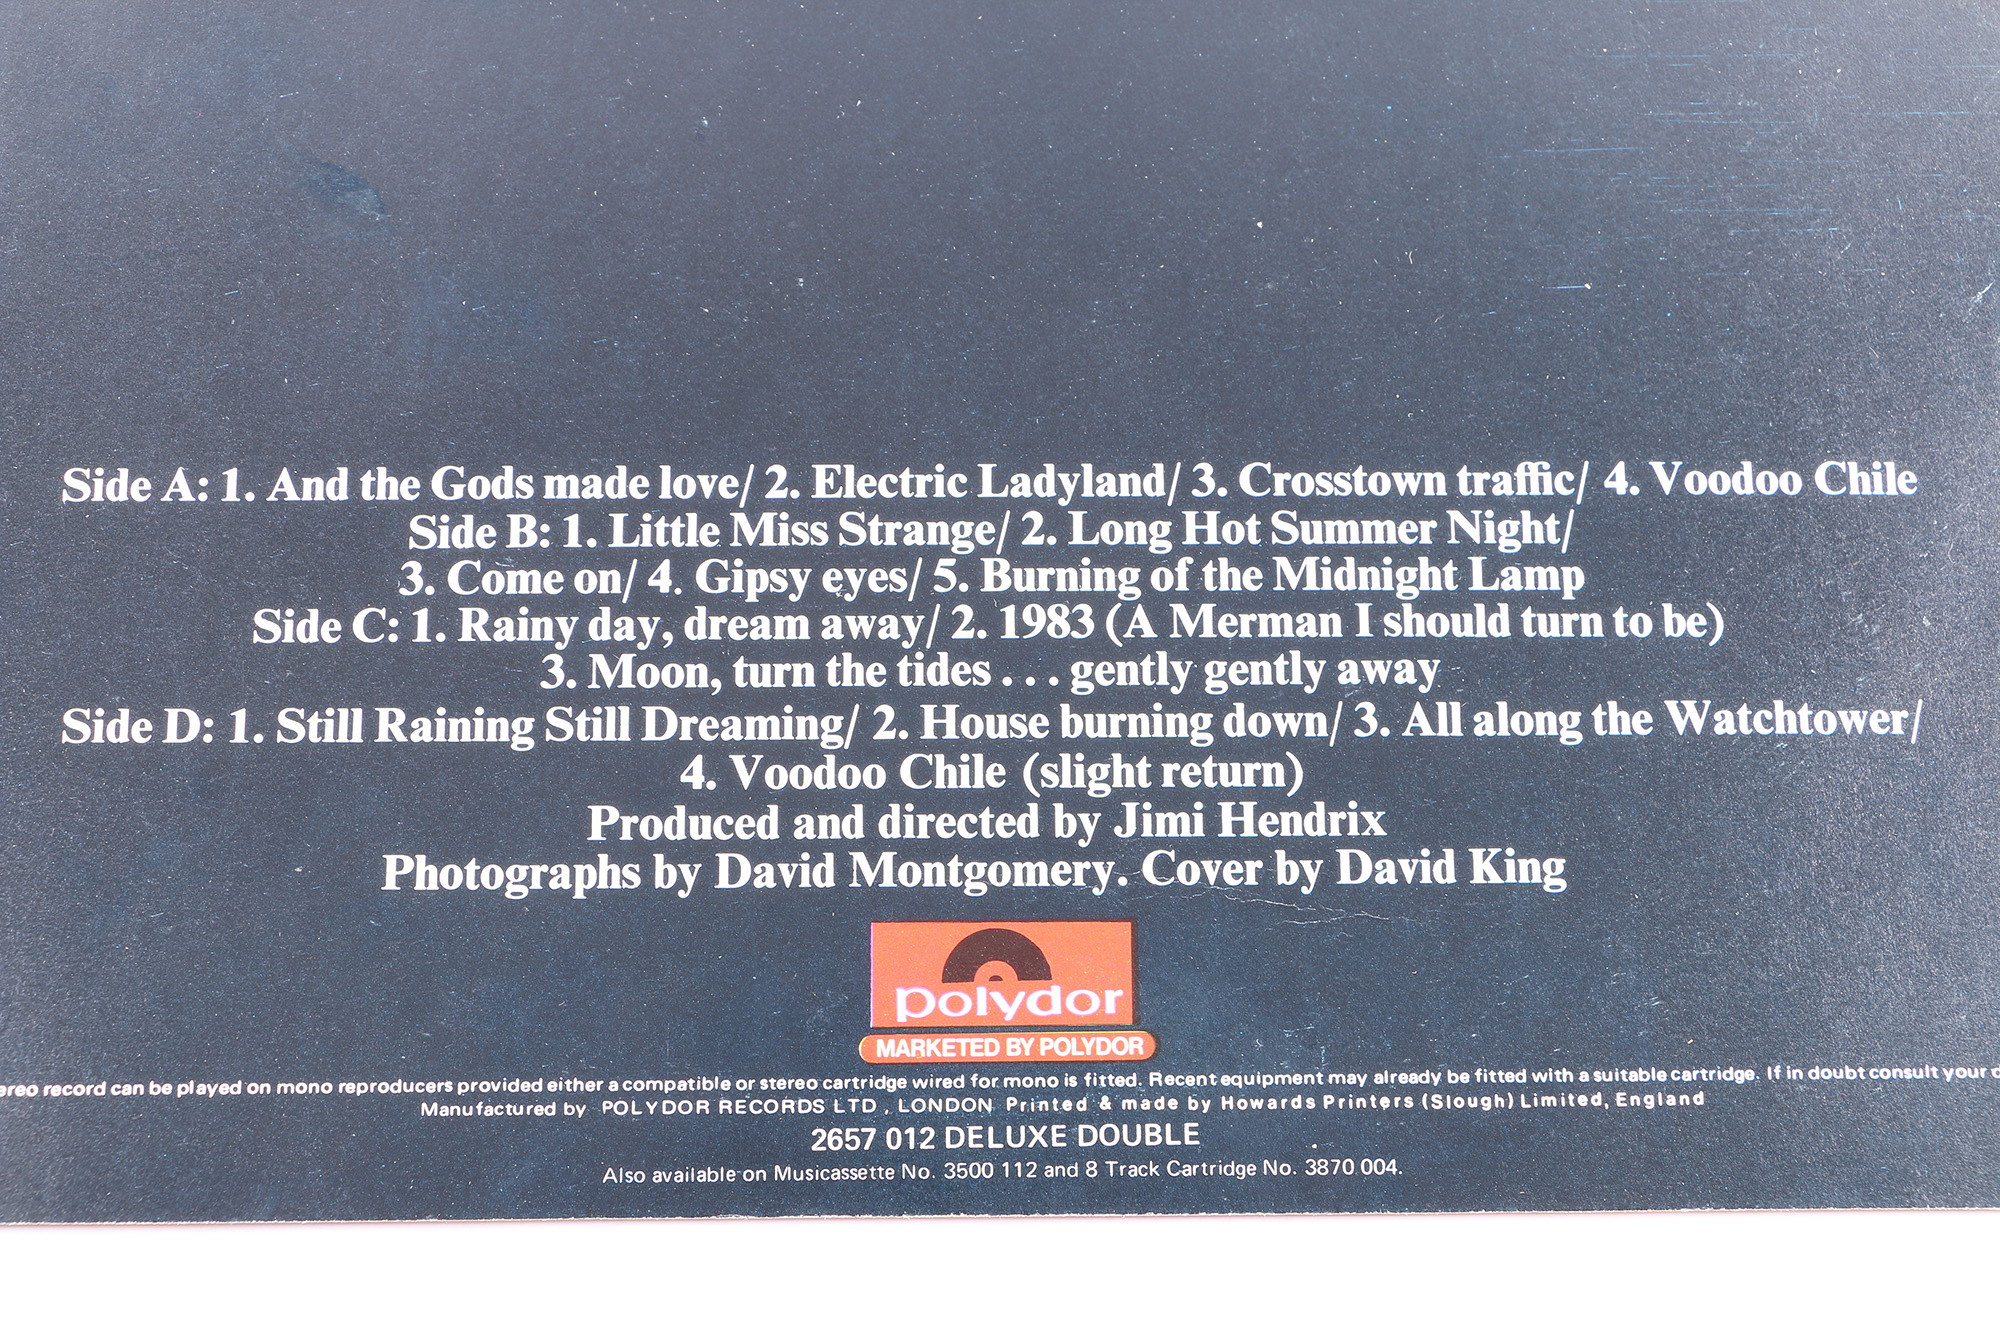 Side A: 1. And the Gods made love/ 2. Electric Ladyland/ 3. Crosstown traffic/ 4. Voodoo Chile
Side B: 1. Little Miss Strange/ 2. Long Hot Summer Night/
3. Come on/ 4. Gipsy eyes/ 5. Burning of the Midnight Lamp
Side C: 1. Rainy day, dream away/ 2. 1983 (A Merman I should turn to be)
3. Moon, turn the tides . . . gently gently away
Side D: 1. Still Raining Still Dreaming/ 2. House burning down/ 3. All along the Watchtower/
4. Voodoo Chile (slight return)
Produced and directed by Jimi Hendrix
Photographs by David Montgomery. Cover by David King
polydor
MARKETED BY POLYDOR
record can be played on mono reproducers provided either a compatible or stereo cartridge wired for mono is fitted. Recent equipment may already be fitted with a suitable cartridge. If in doubt consult your
Manufactured by POLYDOR RECORDS LTD, LONDON Printed & made by Howards Printers (Slough) Limited, England
2657 012 DELUXE DOUBLE
Also available on Musicassette No. 3500 112 and 8 Track Cartridge No. 3870 004.